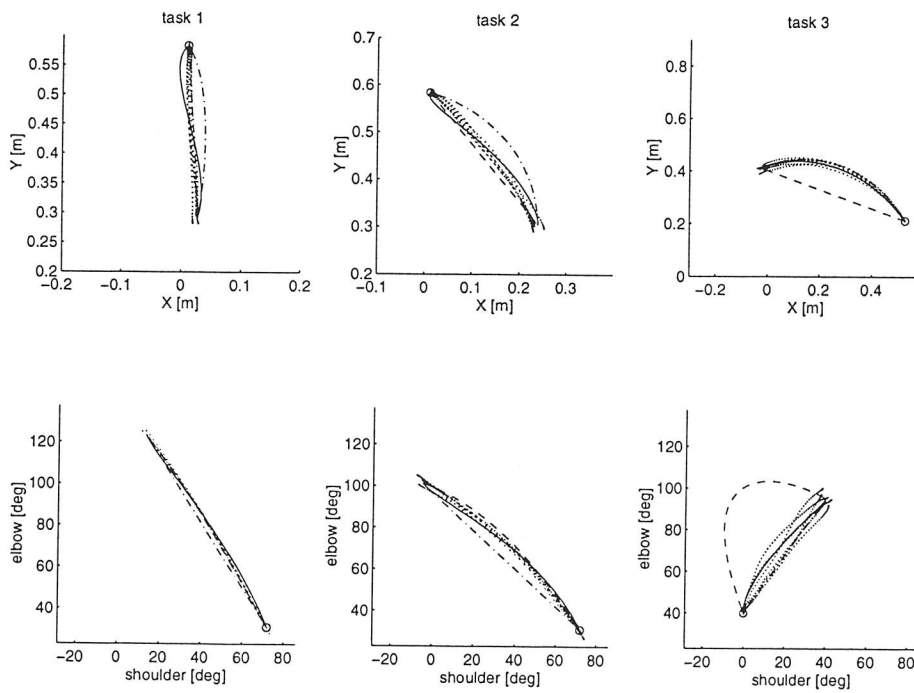 task 1
task 2
task 3
0.55
0.5
0.45
0.4
0.35
0.3
0.25
0.2
Y [m]
−0.2 −0.1 0 0.1 0.2
X [m]
0.7
0.6
0.5
0.4
0.3
0.2
Y [m]
−0.1 0 0.1 0.2 0.3
X [m]
0.8
0.6
0.4
0.2
0
Y [m]
−0.2 0 0.2 0.4
X [m]
120
100
80
60
40
elbow [deg]
−20 0 20 40 60 80
shoulder [deg]
120
100
80
60
40
elbow [deg]
−20 0 20 40 60 80
shoulder [deg]
120
100
80
60
40
elbow [deg]
−20 0 20 40 60 80
shoulder [deg]